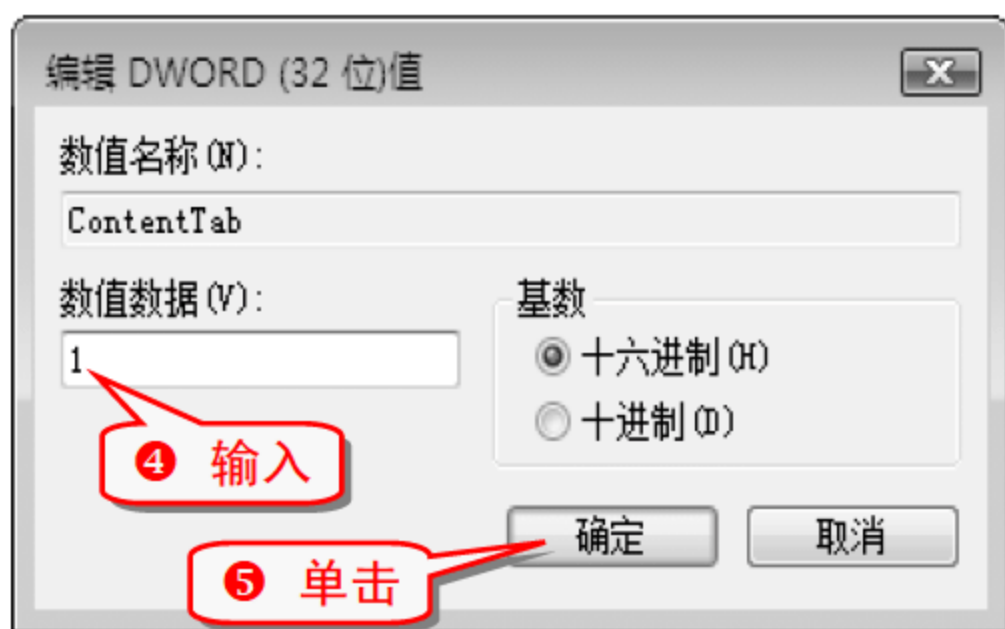 编辑 DWORD (32 位)值
数值名称(N):
ContentTab
数值数据(V):
1
基数
十六进制(H)
十进制(D)
❹ 输入
确定
取消
❺ 单击